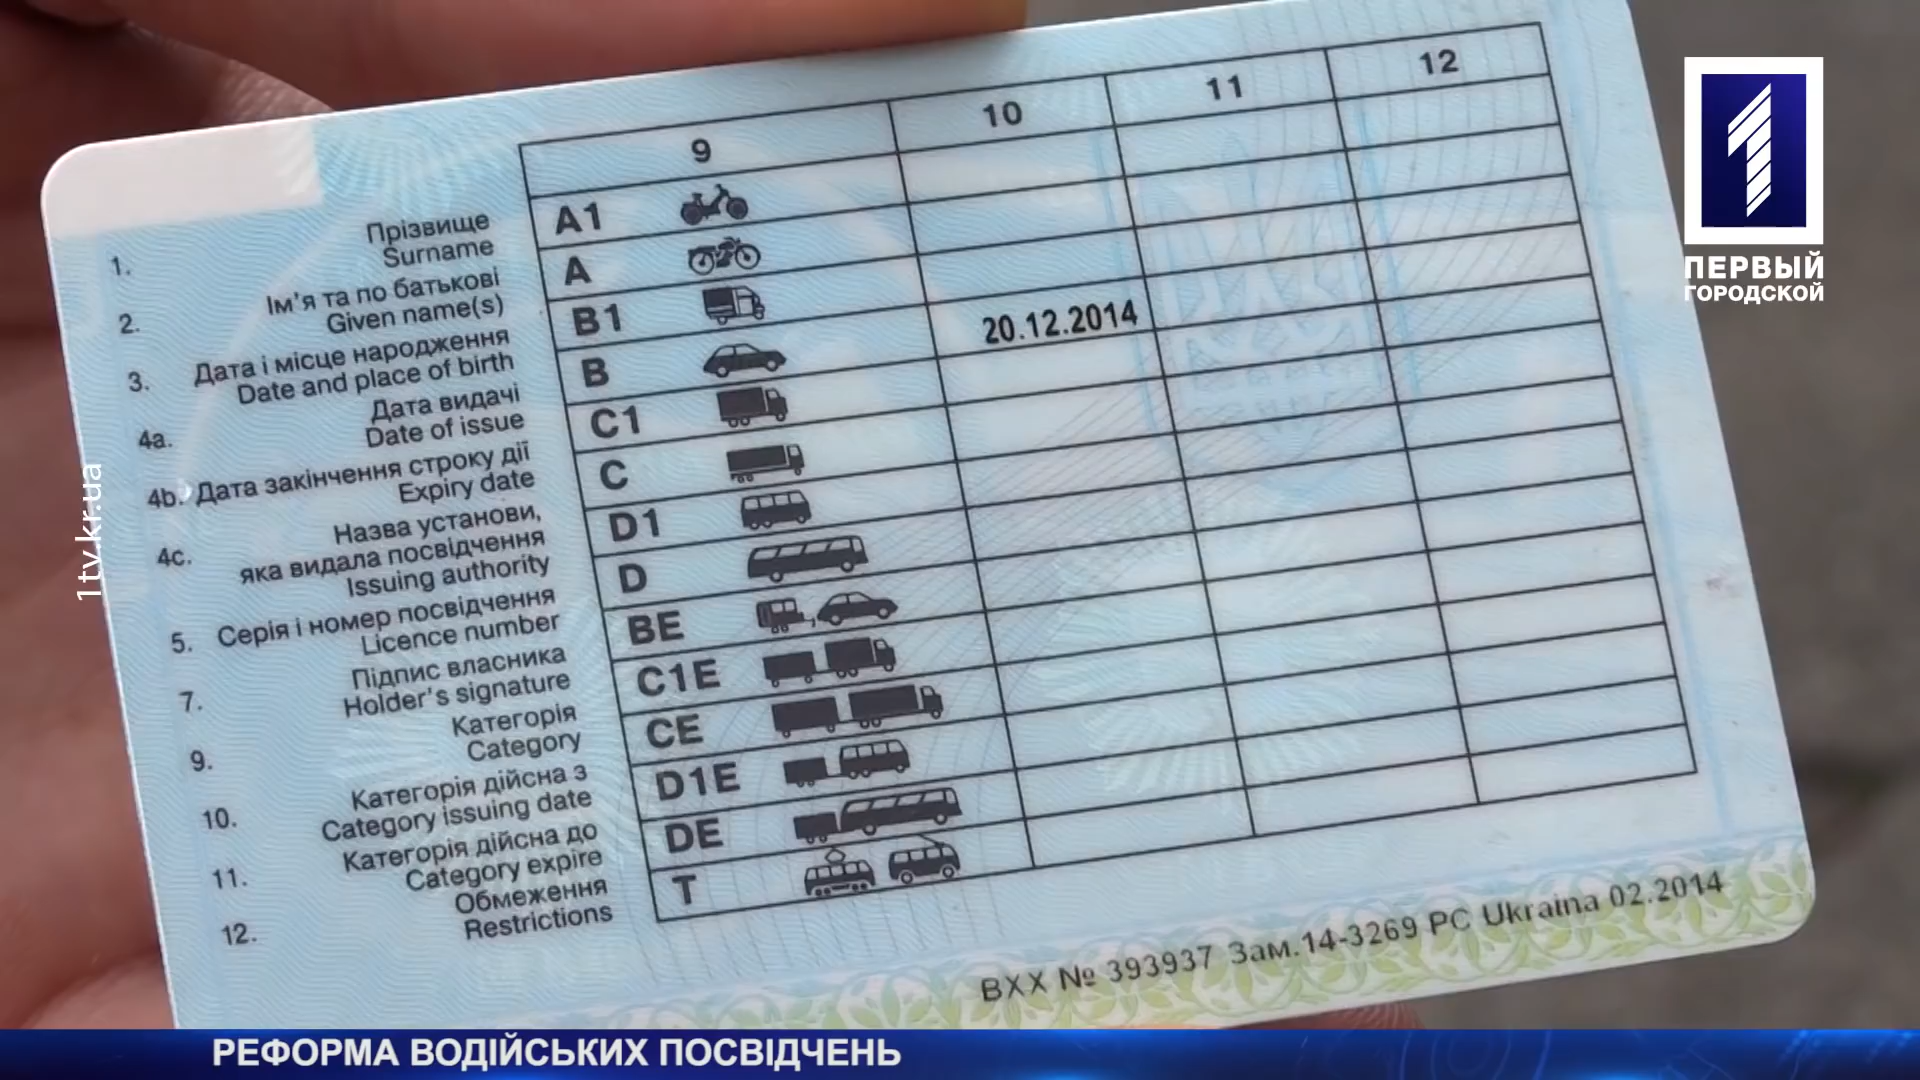 1.
Прізвище
Surname
2.
Ім'я та по батькові
Given name(s)
3.
Дата і місце народження
Date and place of birth
4a.
Дата видачі
Date of issue
4b.
Дата закінчення строку дії
Expiry date
4c.
Назва установи,
яка видала посвідчення
Issuing authority
5.
Серія і номер посвідчення
Licence number
7.
Підпис власника
Holder's signature
9.
Категорія
Category
10.
Категорія дійсна з
Category issuing date
11.
Категорія дійсна до
Category expire
12.
Обмеження
Restrictions
9 10 11 12
A1
A
B1
B 20.12.2014
C1
C
D1
D
BE
C1E
CE
D1E
DE
T
BXX № 393937 Зам.14-3269 PC Ukraina 02.2014
1tv.kr.ua
1
ПЕРВЫЙ
ГОРОДСКОЙ
РЕФОРМА ВОДІЙСЬКИХ ПОСВІДЧЕНЬ